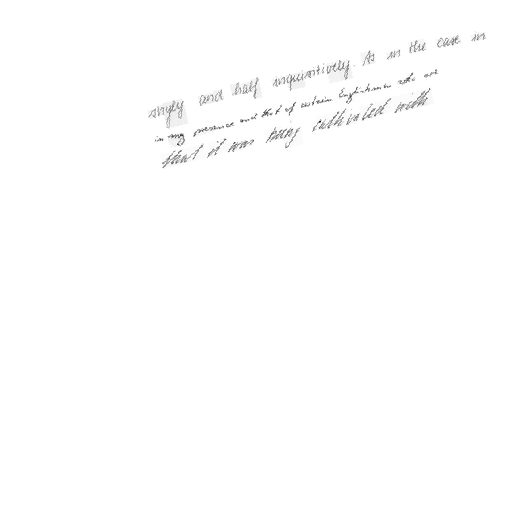 singly and half inquisitively. As in the case in
in my presence and that of certain Englishmen who are
that it was being cultivated with